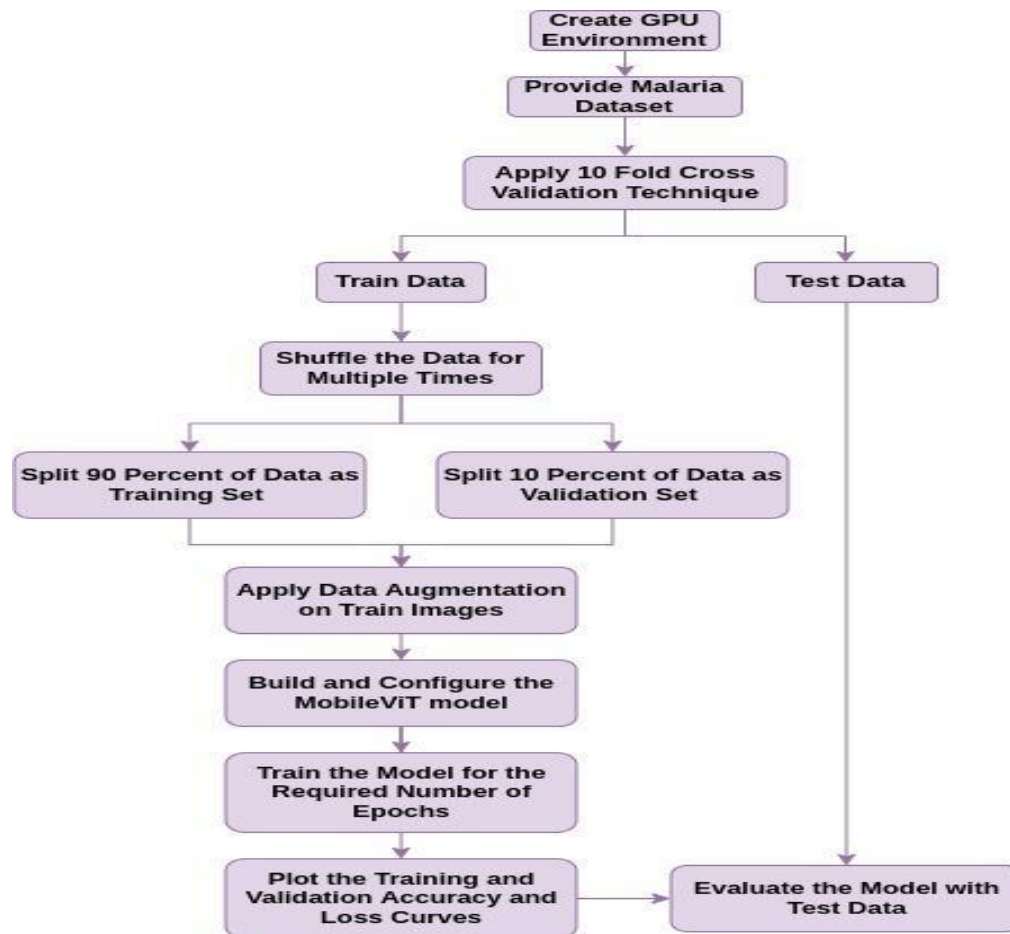 Create GPU
Environment
Provide Malaria
Dataset
Apply 10 Fold Cross
Validation Technique
Train Data
Test Data
Shuffle the Data for
Multiple Times
Split 90 Percent of Data as
Training Set
Split 10 Percent of Data as
Validation Set
Apply Data Augmentation
on Train Images
Build and Configure the
MobileViT model
Train the Model for the
Required Number of
Epochs
Plot the Training and
Validation Accuracy and
Loss Curves
Evaluate the Model with
Test Data